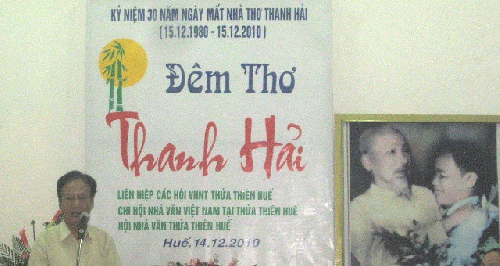 KỶ NIỆM 30 NĂM NGÀY MẤT NHÀ THƠ THANH HẢI
(15.12.1980 - 15.12.2010)
Đêm Thơ
Thanh Hải
LIÊN HIỆP CÁC HỘI VHNT THỪA THIÊN HUẾ
CHI HỘI NHÀ VĂN VIỆT NAM TẠI THỪA THIÊN HUẾ
HỘI NHÀ VĂN THỪA THIÊN HUẾ
Huế, 14.12.2010